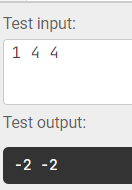 Test input:
1 4 4
Test output:
-2 -2